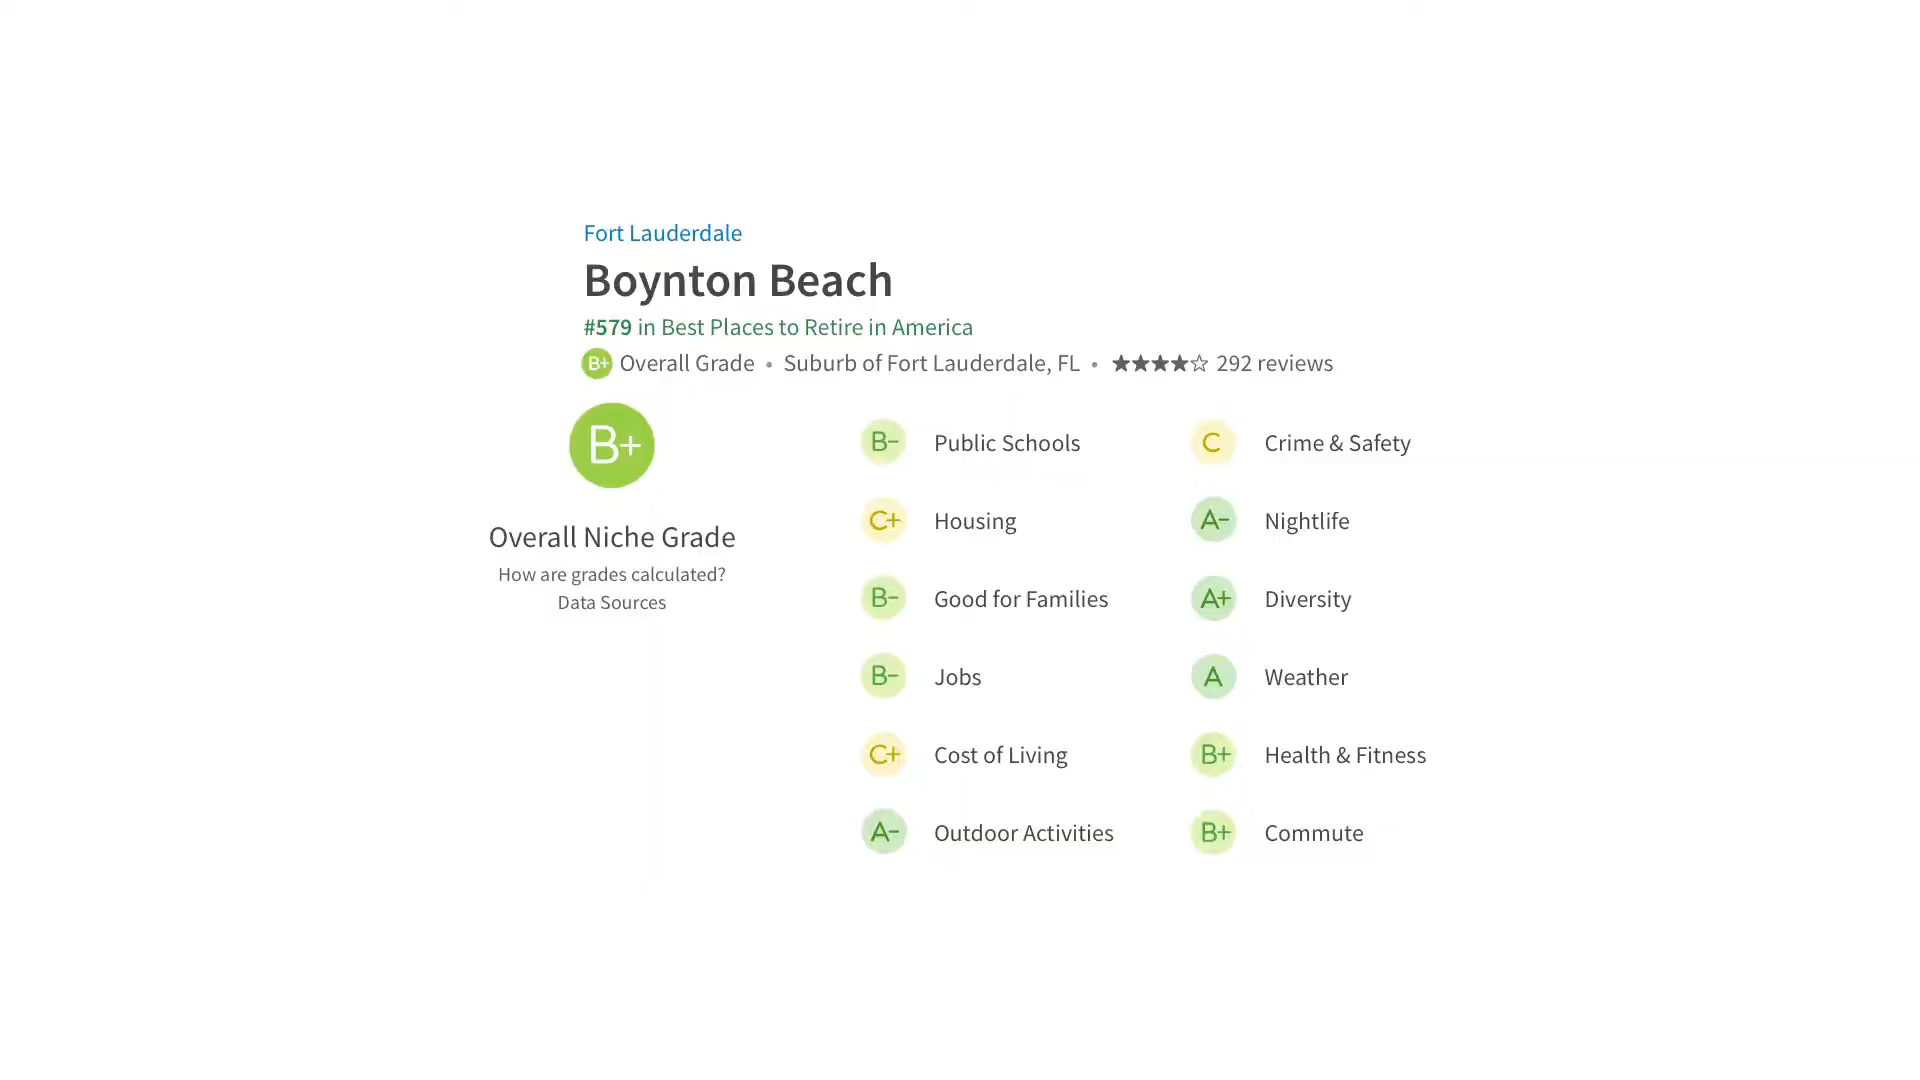 Fort Lauderdale
Boynton Beach
#579 in Best Places to Retire in America
B+ Overall Grade • Suburb of Fort Lauderdale, FL • ★★★★☆ 292 reviews
B+
Overall Niche Grade
How are grades calculated?
Data Sources
B- Public Schools
C+ Housing
B- Good for Families
B- Jobs
C+ Cost of Living
A- Outdoor Activities
C Crime & Safety
A- Nightlife
A+ Diversity
A Weather
B+ Health & Fitness
B+ Commute